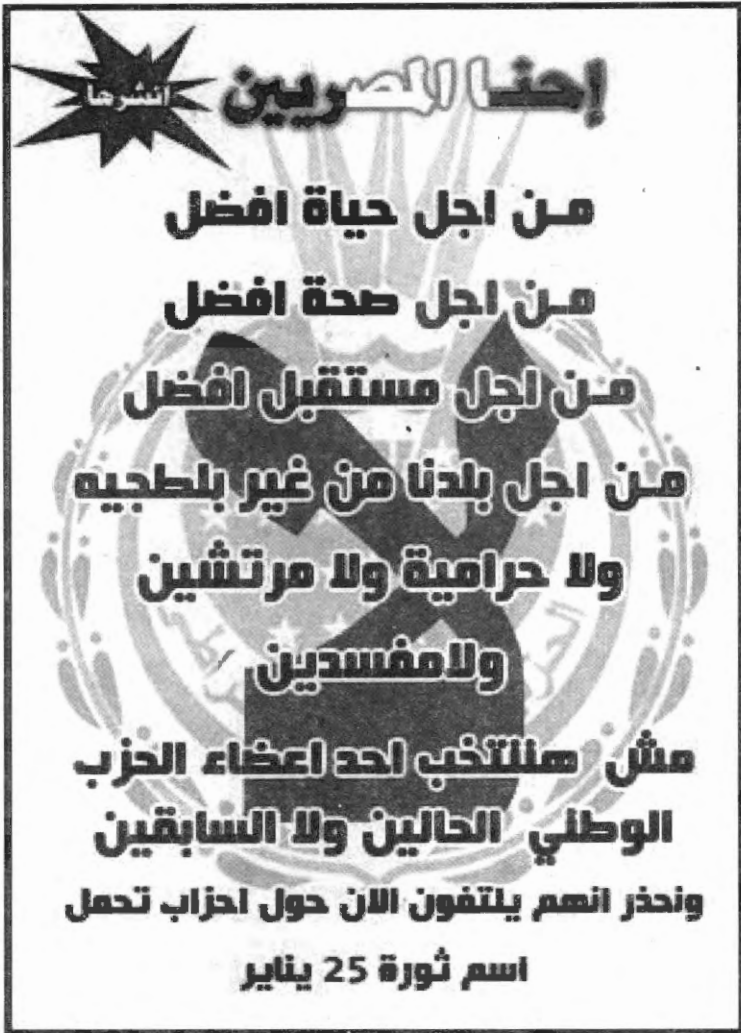 إحنا المصريين
انشرها
من اجل حياة افضل
من اجل صحة افضل
من اجل مستقبل افضل
من اجل بلدنا من غير بلطجيه
ولا حرامية ولا مرتشين
ولامفسدين
لا
مش هننتخب احد اعضاء الحزب
الوطني الحالين ولا السابقين
ونحذر انهم يلتفون الان حول احزاب تحمل
اسم ثورة 25 يناير